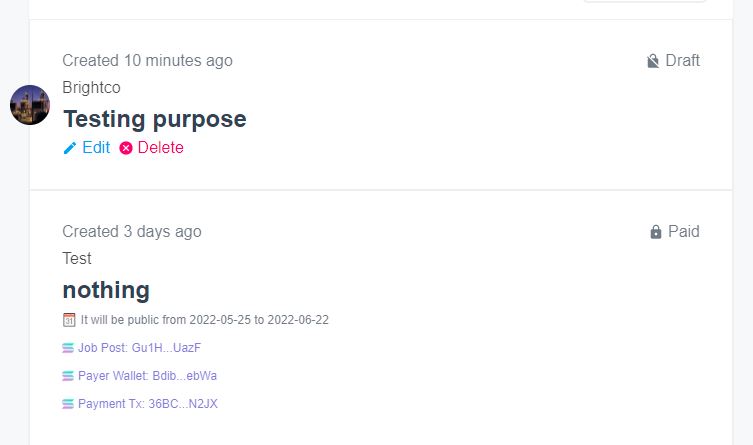 Created 10 minutes ago
Draft
Brightco
Testing purpose
Edit Delete
Created 3 days ago
Paid
Test
nothing
31 It will be public from 2022-05-25 to 2022-06-22
Job Post: Gu1H...UazF
Payer Wallet: Bdib...ebWa
Payment Tx: 36BC...N2JX